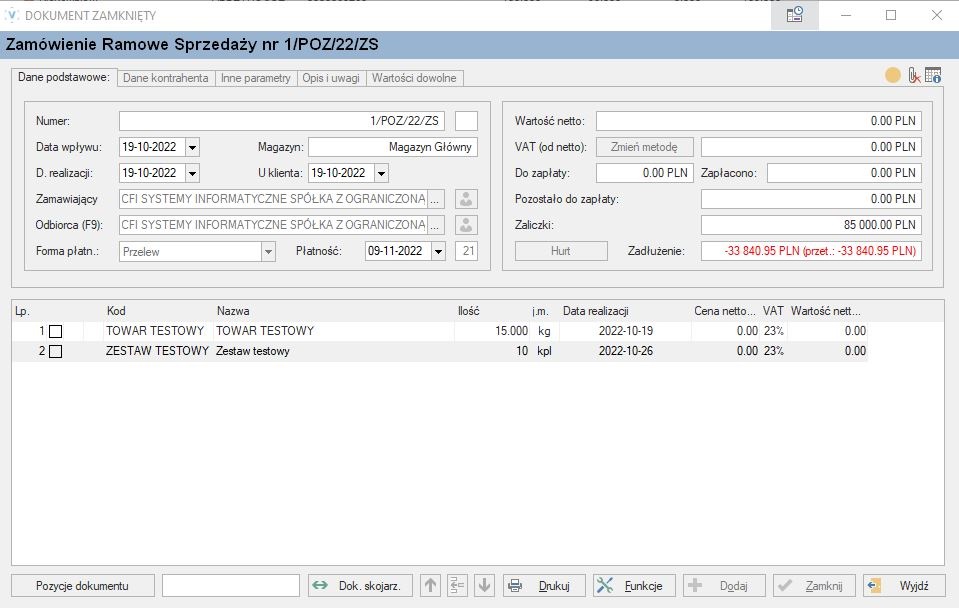 DOKUMENT ZAMKNIĘTY
Zamówienie Ramowe Sprzedaży nr 1/POZ/22/ZS
Dane podstawowe: Dane kontrahenta Inne parametry Opis i uwagi Wartości dowolne
Numer: 1/POZ/22/ZS
Data wpływu: 19-10-2022 Magazyn: Magazyn Główny
D. realizacji: 19-10-2022 U klienta: 19-10-2022
Zamawiający CFI SYSTEMY INFORMATYCZNE SPÓŁKA Z OGRANICZONĄ ...
Odbiorca (F9): CFI SYSTEMY INFORMATYCZNE SPÓŁKA Z OGRANICZONĄ ...
Forma płatn.: Przelew Płatność: 09-11-2022 21
Wartość netto: 0.00 PLN
VAT (od netto): Zmień metodę 0.00 PLN
Do zapłaty: 0.00 PLN Zapłacono: 0.00 PLN
Pozostało do zapłaty: 0.00 PLN
Zaliczki: 85 000.00 PLN
Hurt Zadłużenie: -33 840.95 PLN (przet.: -33 840.95 PLN)
Lp. Kod Nazwa Ilość j.m. Data realizacji Cena netto... VAT Wartość nett...
1 TOWAR TESTOWY TOWAR TESTOWY 15.000 kg 2022-10-19 0.00 23% 0.00
2 ZESTAW TESTOWY Zestaw testowy 10 kpl 2022-10-26 0.00 23% 0.00
Pozycje dokumentu Dok. skojarz. Drukuj Funkcje Dodaj Zamknij Wyjdź